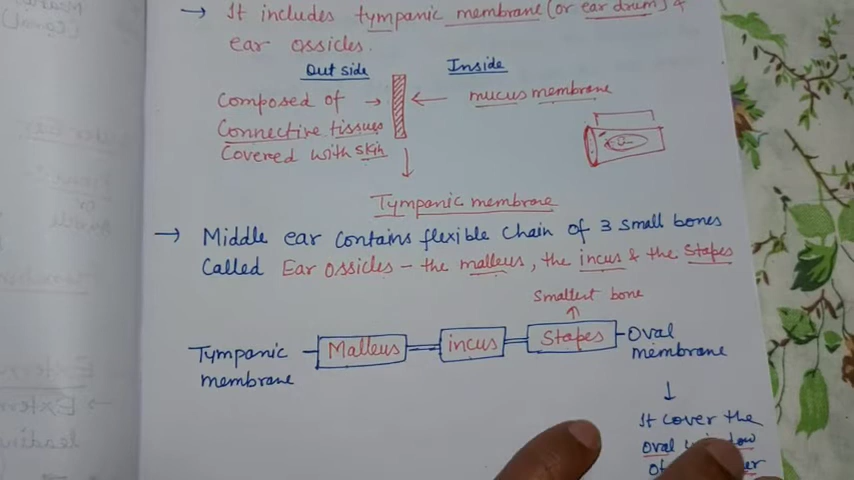 → It includes tympanic membrane (or ear drum) &
ear ossicles.
Out side
Inside
Composed of → ← mucus membrane
Connective tissues
Covered with skin
Tympanic membrane
→ Middle ear contains flexible chain of 3 small bones
Called Ear ossicles - the malleus, the incus & the Stapes
Smallest bone
Tympanic membrane
Malleus
incus
Stapes
Oval membrane
It cover the
oval window
of